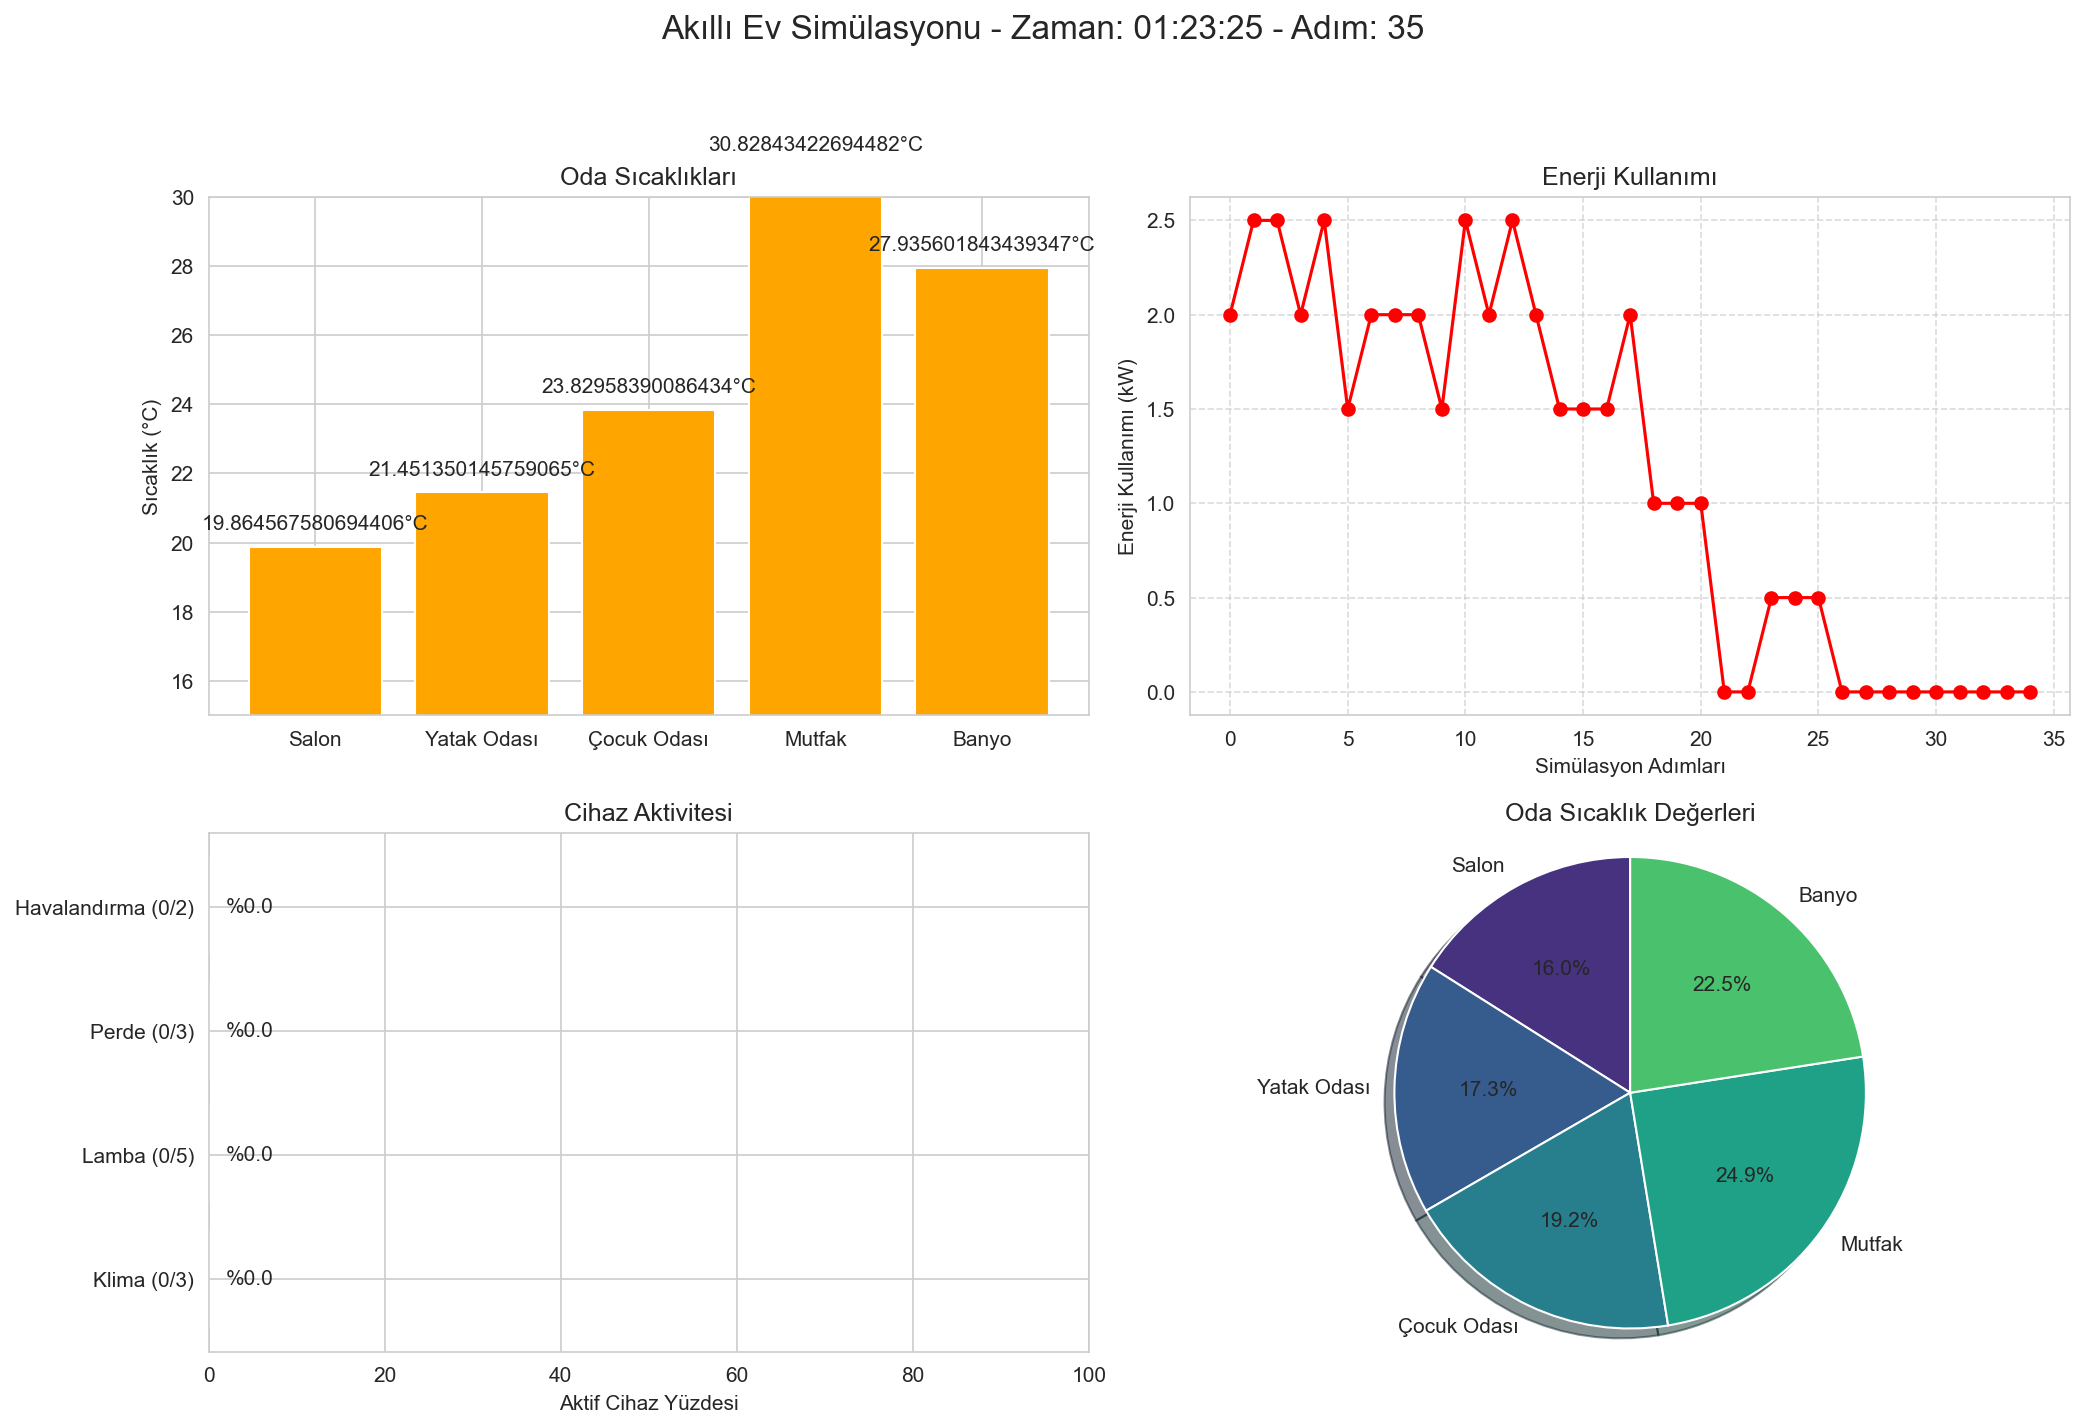 Akıllı Ev Simülasyonu - Zaman: 01:23:25 - Adım: 35
Oda Sıcaklıkları
30.82843422694482°C
27.935601843439347°C
23.82958390086434°C
21.451350145759065°C
19.864567580694406°C
Sıcaklık (°C)
30
28
26
24
22
20
18
16
Salon
Yatak Odası
Çocuk Odası
Mutfak
Banyo
Enerji Kullanımı
Enerji Kullanımı (kW)
2.5
2.0
1.5
1.0
0.5
0.0
0
5
10
15
20
25
30
35
Simülasyon Adımları
Cihaz Aktivitesi
Havalandırma (0/2)
%0.0
Perde (0/3)
%0.0
Lamba (0/5)
%0.0
Klima (0/3)
%0.0
0
20
40
60
80
100
Aktif Cihaz Yüzdesi
Oda Sıcaklık Değerleri
Salon
16.0%
Yatak Odası
17.3%
Çocuk Odası
19.2%
Mutfak
24.9%
Banyo
22.5%